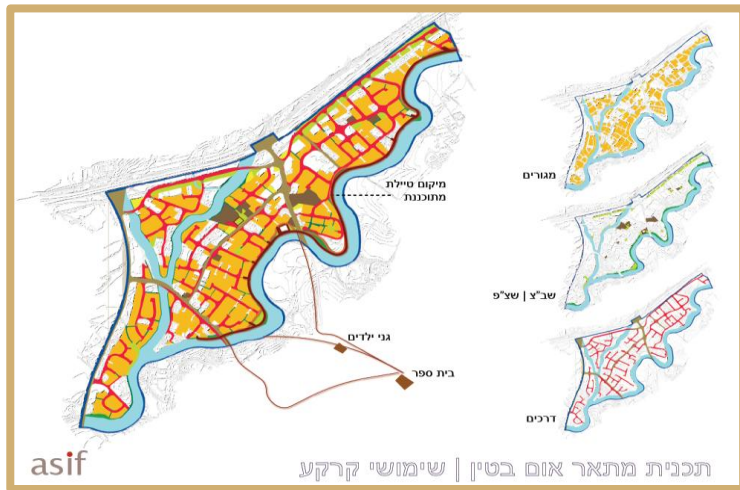 מיקום טיילת
מתוכננת
גני ילדים
בית ספר
מגורים
שב"צ | שצ"פ
דרכים
תכנית מתאר אום בטין | שימושי קרקע
asif